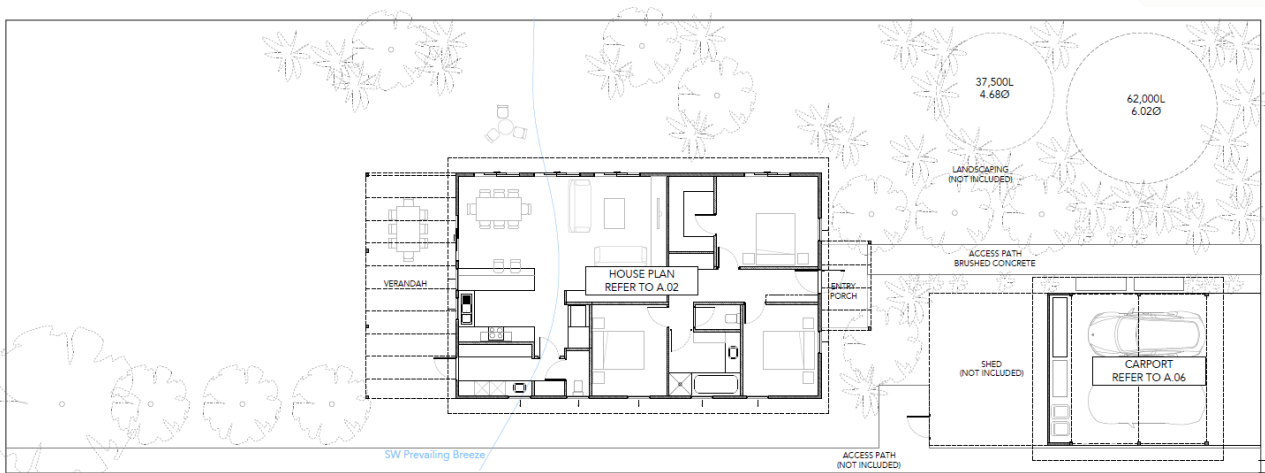 37,500L
4.68Ø
62,000L
6.02Ø
LANDSCAPING
(NOT INCLUDED)
ACCESS PATH
BRUSHED CONCRETE
HOUSE PLAN
REFER TO A.02
VERANDAH
ENTRY
PORCH
SHED
(NOT INCLUDED)
CARPORT
REFER TO A.06
SW Prevailing Breeze
ACCESS PATH
(NOT INCLUDED)